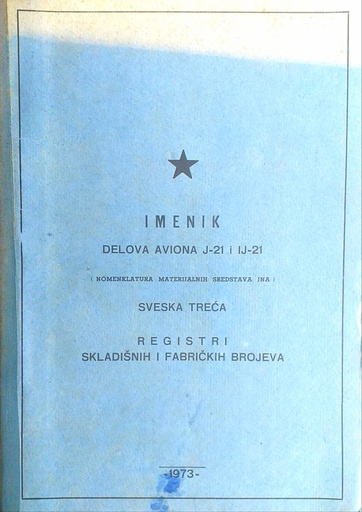 IMENIK
DELOVA AVIONA J-21 i IJ-21
( NOMENKLATURA MATERIJALNIH SREDSTAVA JNA )
SVESKA TREĆA
REGISTRI
SKLADIŠNIH I FABRIČKIH BROJEVA
-1973-